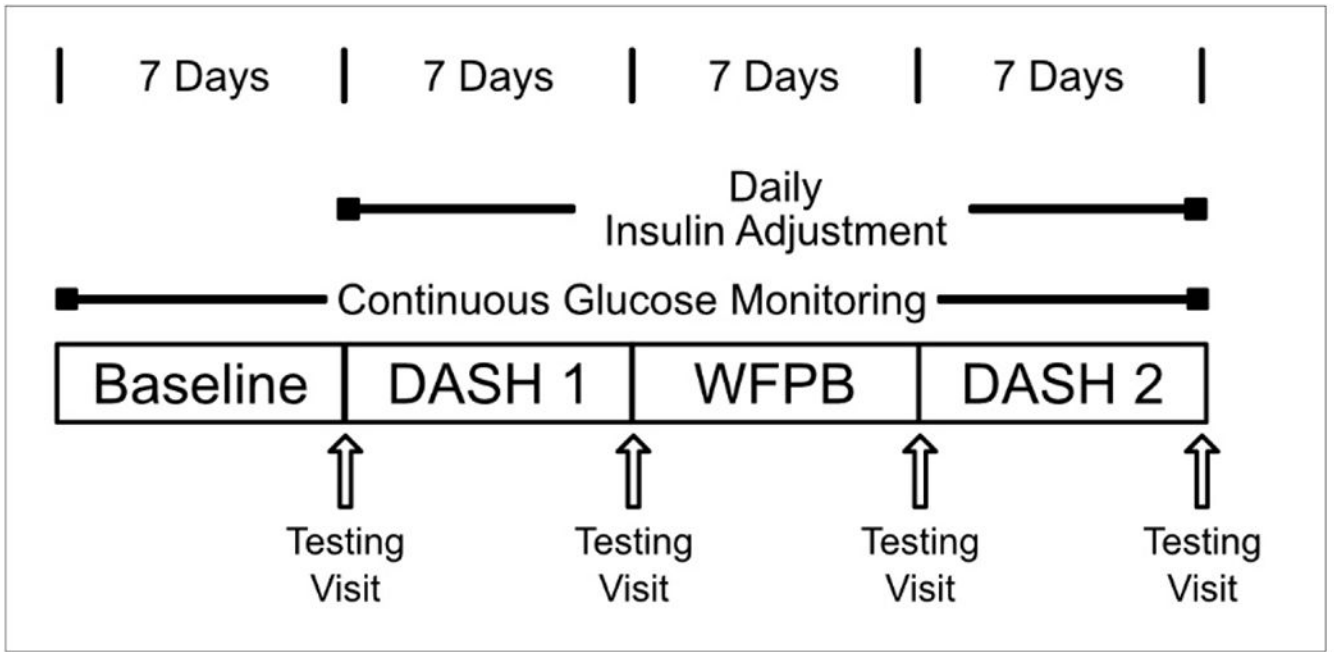 7 Days 7 Days 7 Days 7 Days
Daily
Insulin Adjustment
Continuous Glucose Monitoring
Baseline DASH 1 WFPB DASH 2
Testing Testing Testing Testing
Visit Visit Visit Visit